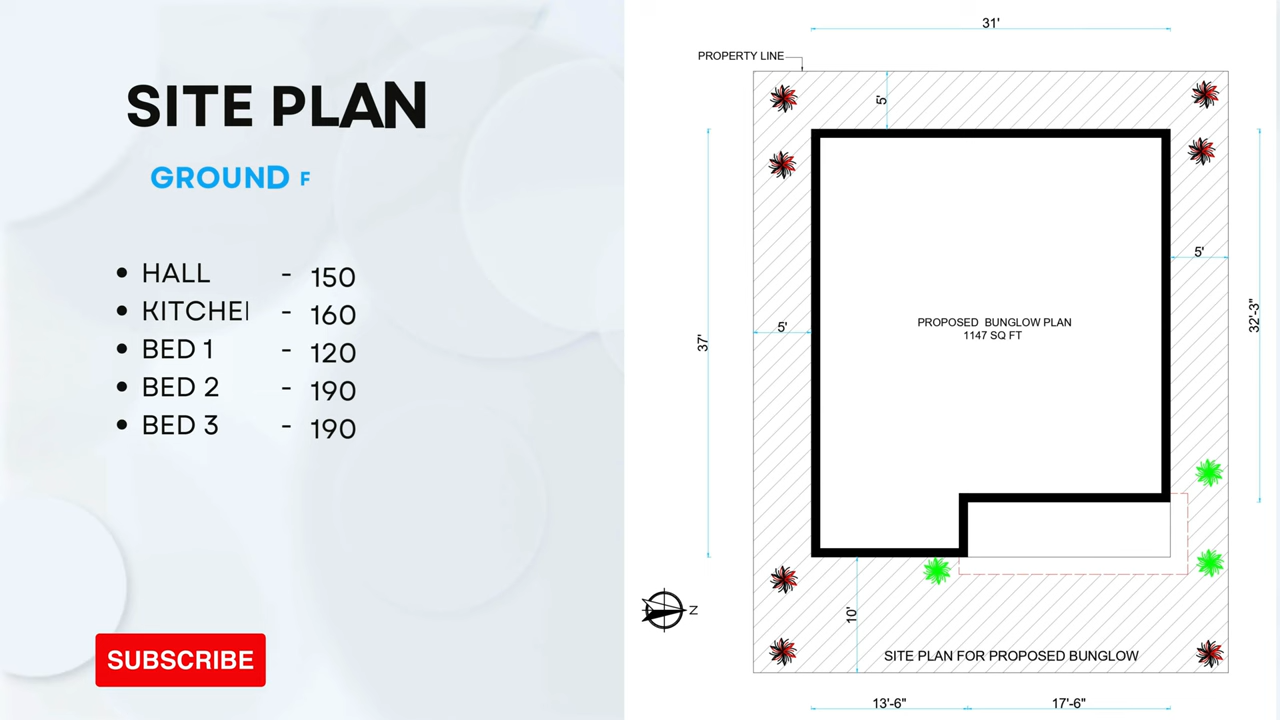 SITE PLAN
GROUND F
• HALL - 150
• KITCHE - 160
• BED 1 - 120
• BED 2 - 190
• BED 3 - 190
SUBSCRIBE
31'
PROPERTY LINE
5'
5'
5'
37'
32'-3"
PROPOSED BUNGLOW PLAN
1147 SQ FT
N
10'
SITE PLAN FOR PROPOSED BUNGLOW
13'-6"
17'-6"